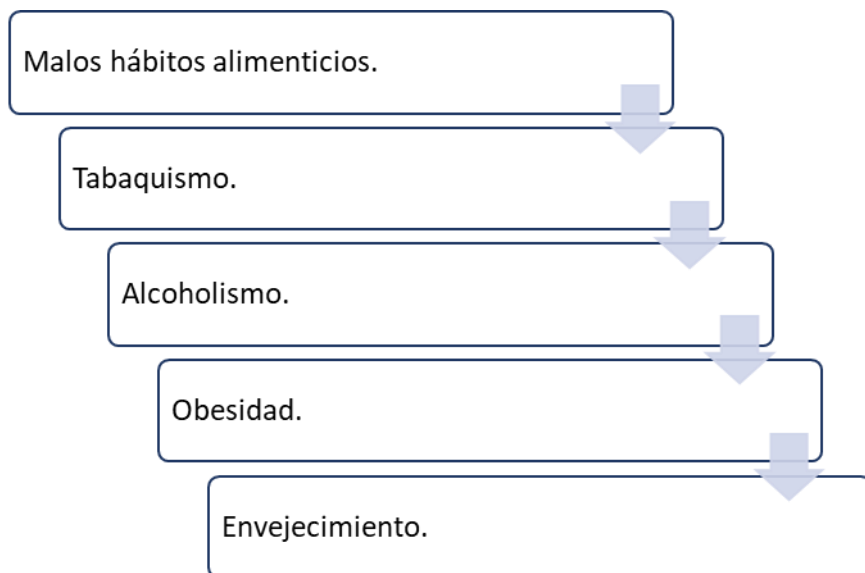 Malos hábitos alimenticios.
Tabaquismo.
Alcoholismo.
Obesidad.
Envejecimiento.